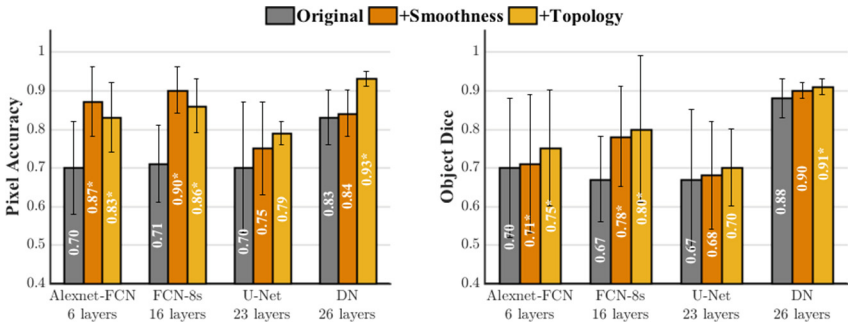 Original +Smoothness +Topology
Pixel Accuracy
1
0.9
0.8
0.7
0.6
0.5
0.4
0.70 0.87* 0.83* 0.71 0.90* 0.86* 0.70 0.75 0.79 0.83 0.84 0.93*
Alexnet-FCN FCN-8s U-Net DN
6 layers 16 layers 23 layers 26 layers
Object Dice
1
0.9
0.8
0.7
0.6
0.5
0.4
0.70 0.71* 0.75* 0.67 0.78* 0.80* 0.67 0.68 0.70 0.88 0.90 0.91*
Alexnet-FCN FCN-8s U-Net DN
6 layers 16 layers 23 layers 26 layers